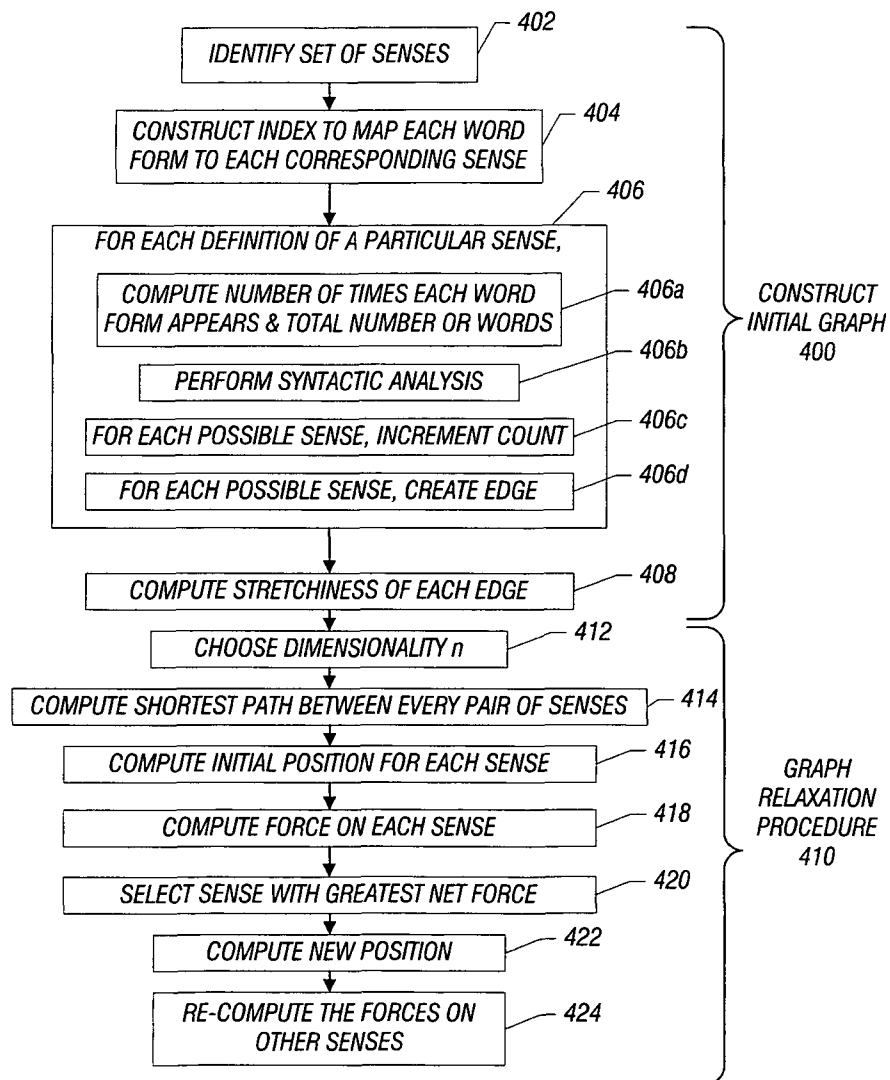 402
IDENTIFY SET OF SENSES
404
CONSTRUCT INDEX TO MAP EACH WORD
FORM TO EACH CORRESPONDING SENSE
406
FOR EACH DEFINITION OF A PARTICULAR SENSE,
406a
COMPUTE NUMBER OF TIMES EACH WORD
FORM APPEARS & TOTAL NUMBER OR WORDS
406b
PERFORM SYNTACTIC ANALYSIS
406c
FOR EACH POSSIBLE SENSE, INCREMENT COUNT
406d
FOR EACH POSSIBLE SENSE, CREATE EDGE
408
COMPUTE STRETCHINESS OF EACH EDGE
CONSTRUCT
INITIAL GRAPH
400
412
CHOOSE DIMENSIONALITY n
414
COMPUTE SHORTEST PATH BETWEEN EVERY PAIR OF SENSES
416
COMPUTE INITIAL POSITION FOR EACH SENSE
418
COMPUTE FORCE ON EACH SENSE
420
SELECT SENSE WITH GREATEST NET FORCE
422
COMPUTE NEW POSITION
424
RE-COMPUTE THE FORCES ON
OTHER SENSES
GRAPH
RELAXATION
PROCEDURE
410